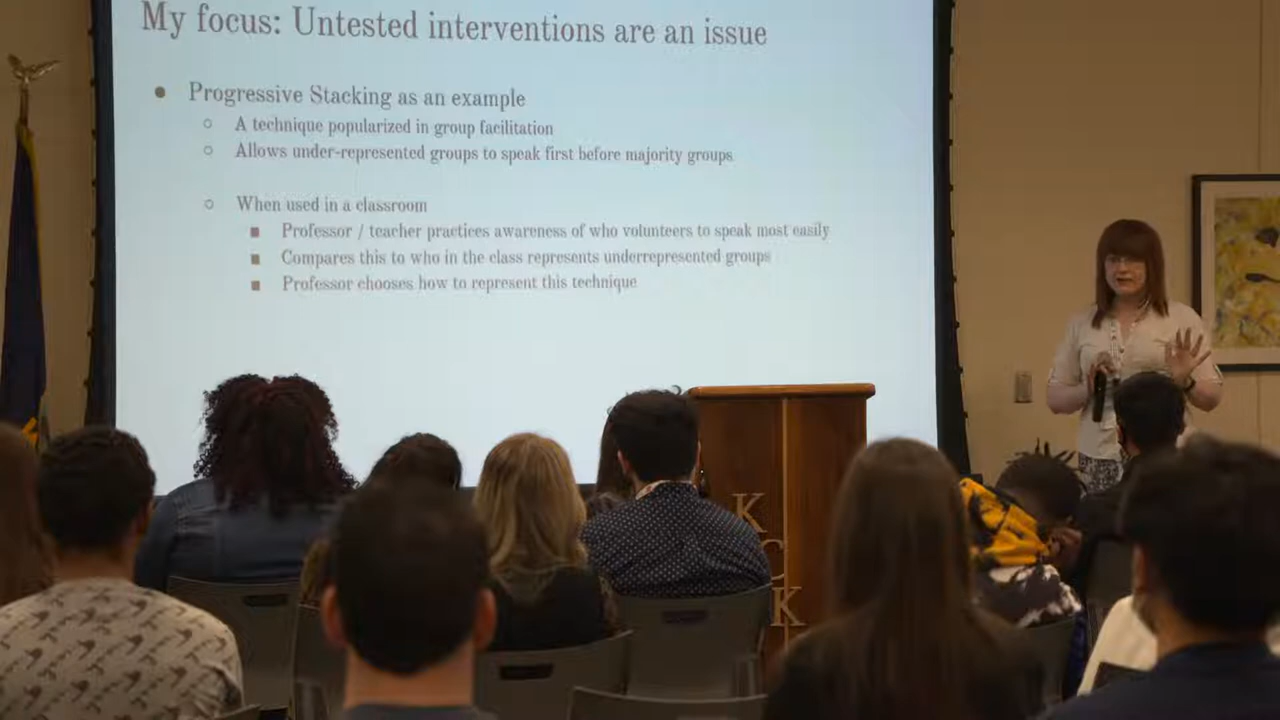 My focus: Untested interventions are an issue
Progressive Stacking as an example
A technique popularized in group facilitation
Allows under-represented groups to speak first before majority groups
When used in a classroom
Professor / teacher practices awareness of who volunteers to speak most easily
Compares this to who in the class represents underrepresented groups
Professor chooses how to represent this technique
K
C
K